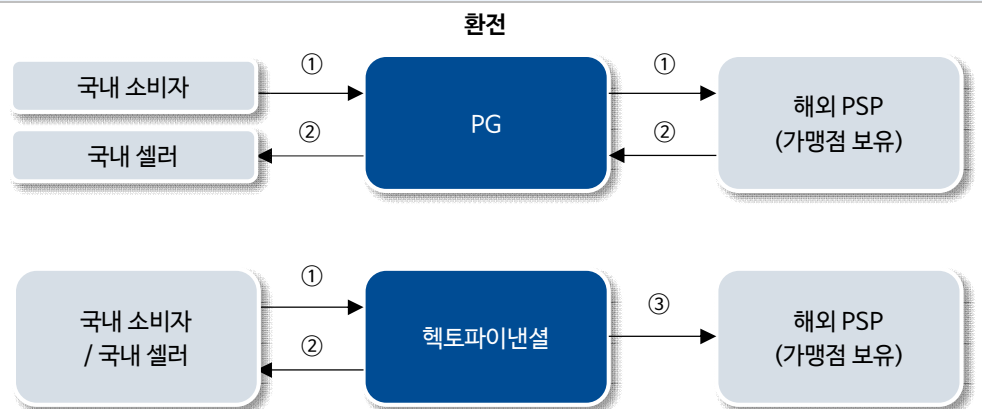 환전
국내 소비자
①
PG
①
해외 PSP
(가맹점 보유)
국내 셀러
②
②
국내 소비자
/ 국내 셀러
①
②
헥토파이낸셜
③
해외 PSP
(가맹점 보유)